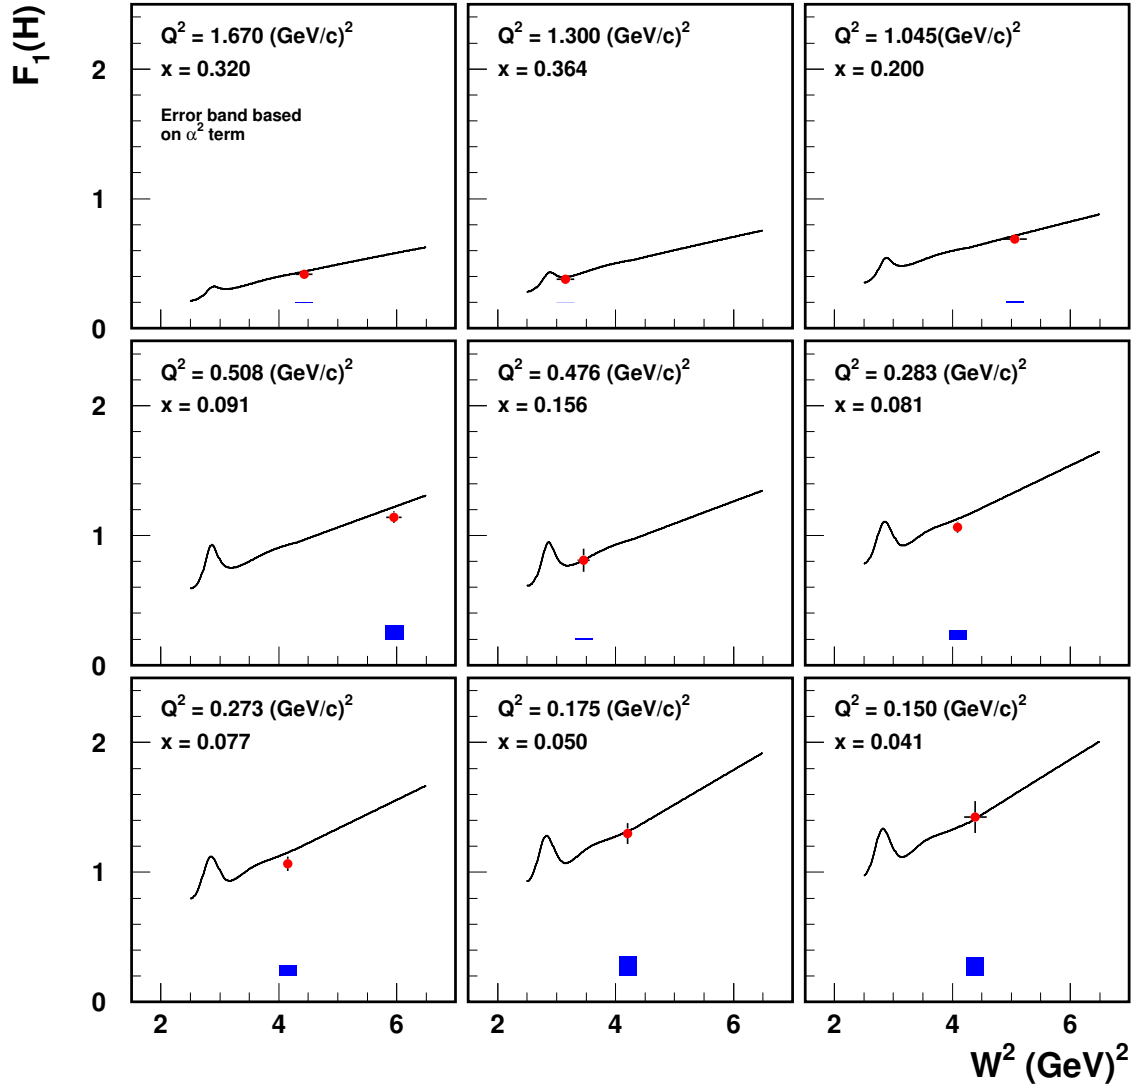 F₁(H)
Q² = 1.670 (GeV/c)²
x = 0.320
Error band based
on α² term
Q² = 1.300 (GeV/c)²
x = 0.364
Q² = 1.045(GeV/c)²
x = 0.200
2
1
0
Q² = 0.508 (GeV/c)²
x = 0.091
Q² = 0.476 (GeV/c)²
x = 0.156
Q² = 0.283 (GeV/c)²
x = 0.081
2
1
0
Q² = 0.273 (GeV/c)²
x = 0.077
Q² = 0.175 (GeV/c)²
x = 0.050
Q² = 0.150 (GeV/c)²
x = 0.041
2
1
0
2 4 6 2 4 6 2 4 6
W² (GeV)²